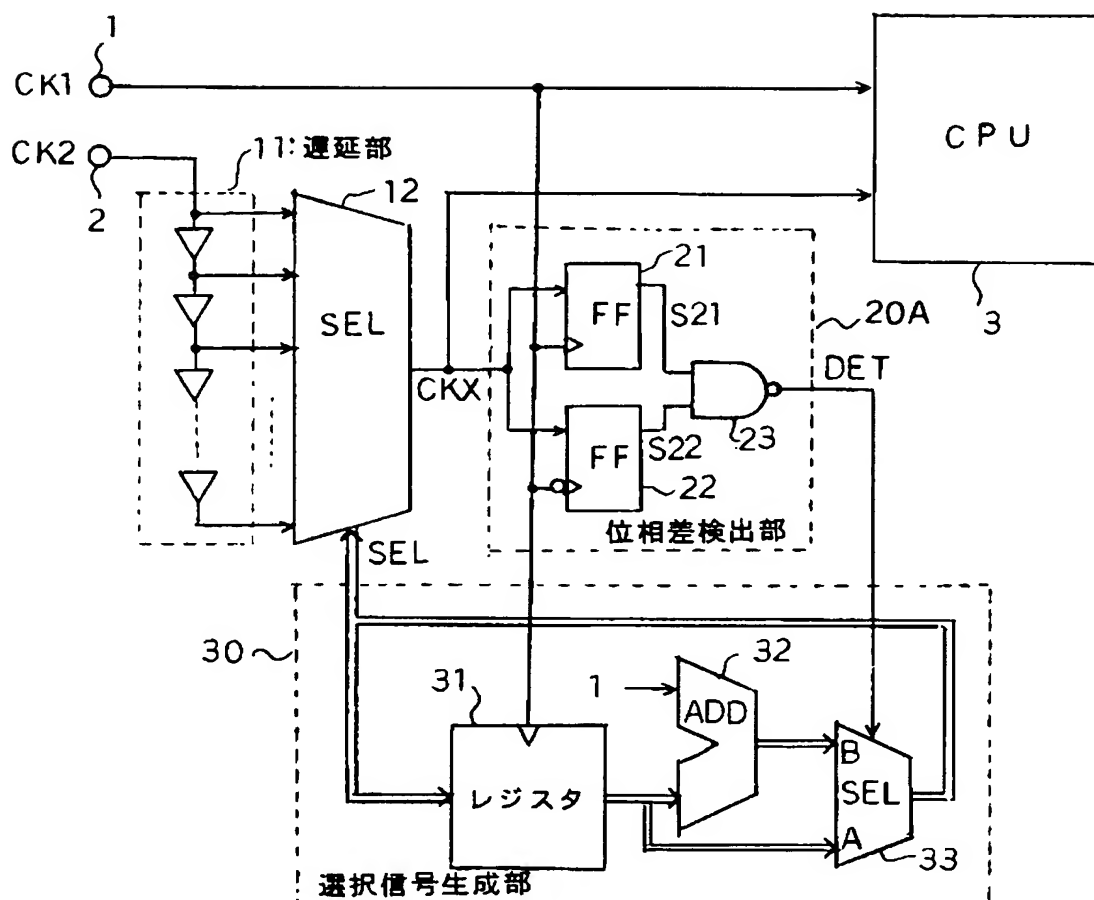 1
CK1
CPU
CK2
2
11:遅延部
12
3
SEL
21
FF
S21
20A
CKX
DET
23
FF
S22
22
位相差検出部
SEL
30
32
31
1
ADD
B
SEL
A
レジスタ
33
選択信号生成部